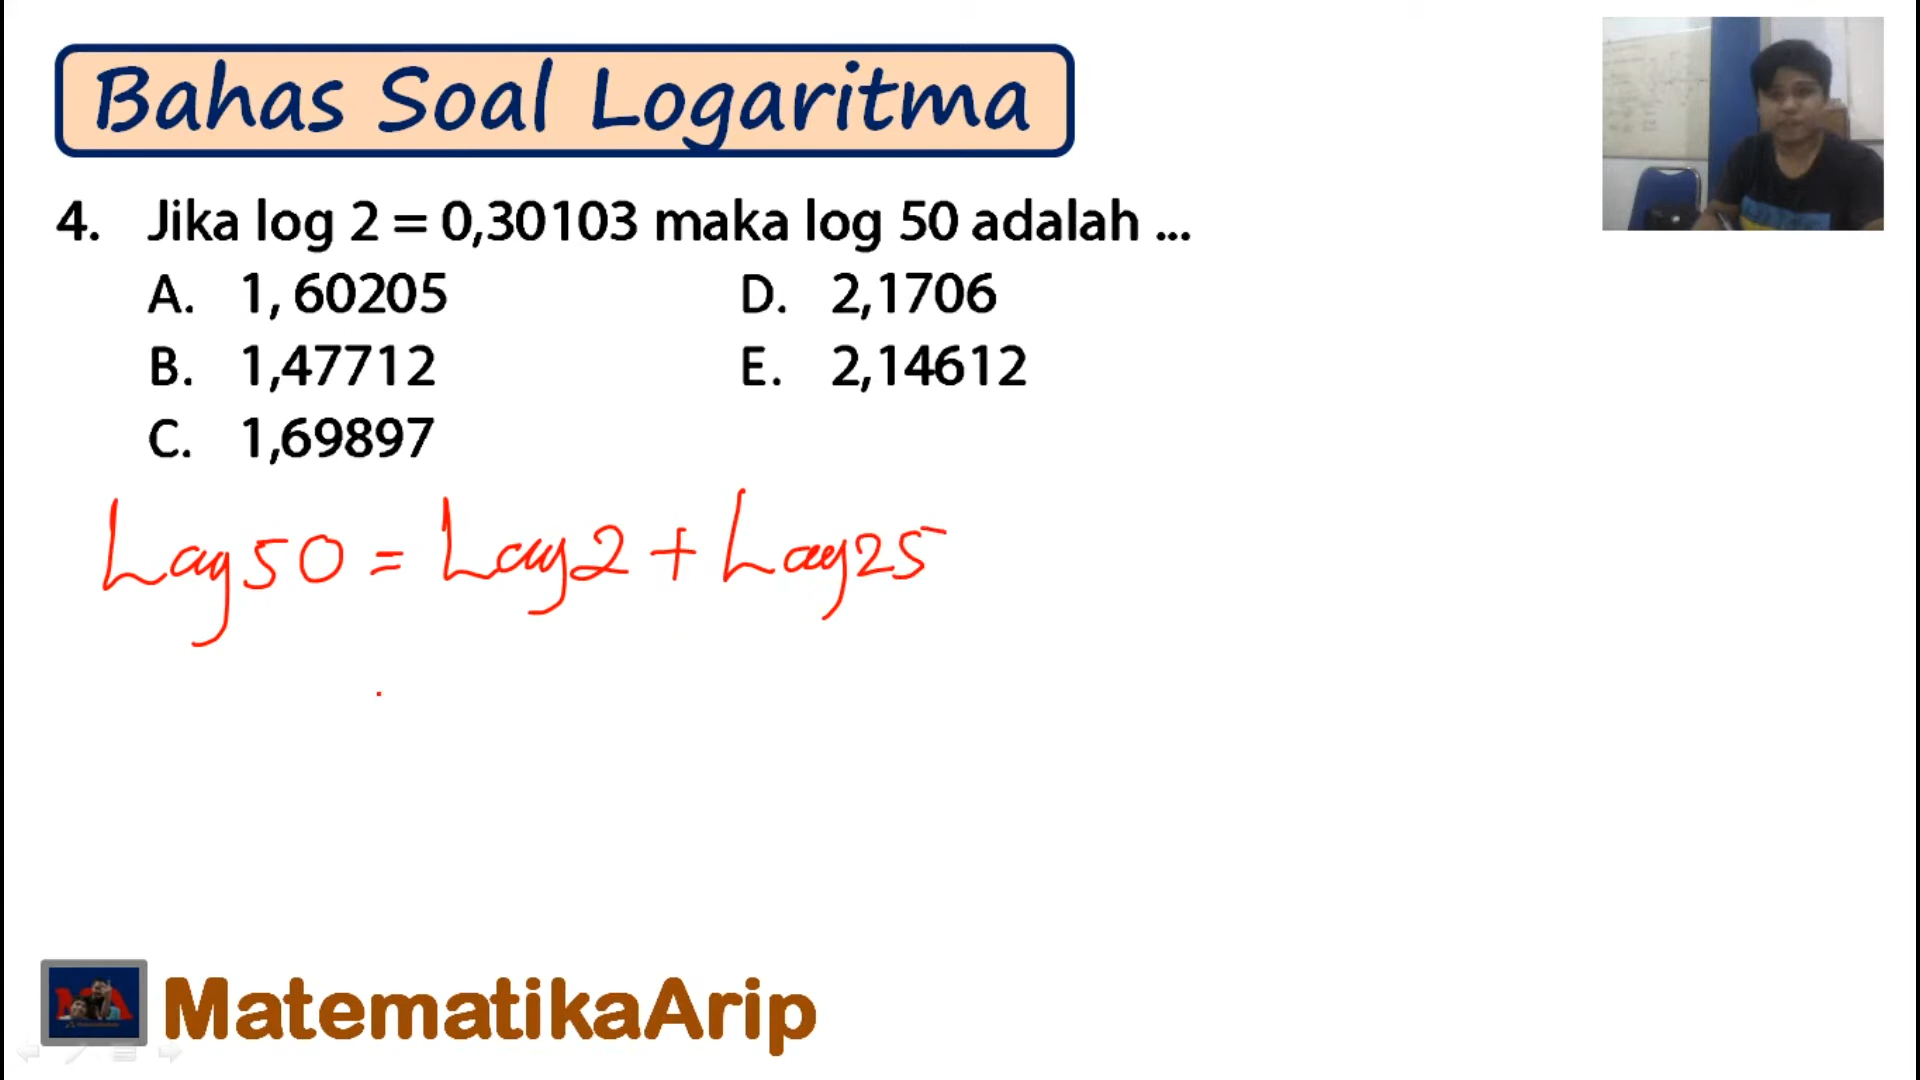 Bahas Soal Logaritma
4. Jika log 2 = 0,30103 maka log 50 adalah ...
A. 1, 60205 D. 2,1706
B. 1,47712 E. 2,14612
C. 1,69897
Log 50 = Log 2 + Log 25
MatematikaArip